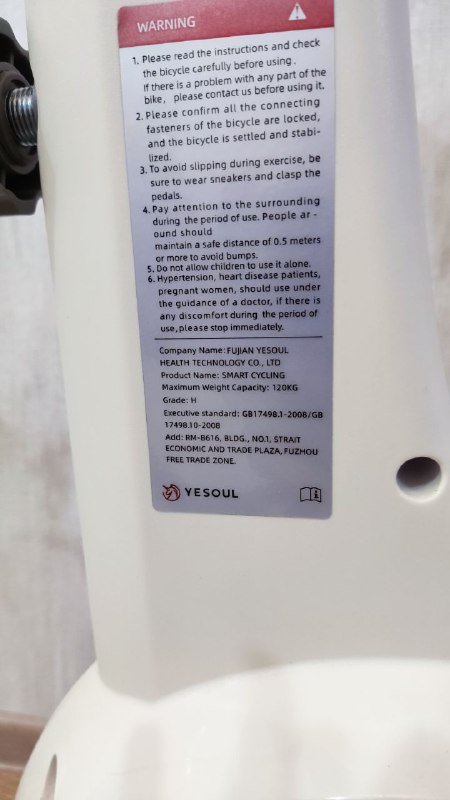 WARNING
1. Please read the instructions and check
the bicycle carefully before using.
If there is a problem with any part of the
bike, please contact us before using it.
2. Please confirm all the connecting
fasteners of the bicycle are locked,
and the bicycle is settled and stabi-
lized.
3. To avoid slipping during exercise, be
sure to wear sneakers and clasp the
pedals.
4. Pay attention to the surrounding
during the period of use. People ar -
ound should
maintain a safe distance of 0.5 meters
or more to avoid bumps.
5. Do not allow children to use it alone.
6. Hypertension, heart disease patients,
pregnant women, should use under
the guidance of a doctor, if there is
any discomfort during the period of
use, please stop immediately.
Company Name: FUJIAN YESOUL
HEALTH TECHNOLOGY CO., LTD
Product Name: SMART CYCLING
Maximum Weight Capacity: 120KG
Grade: H
Executive standard: GB17498.1-2008/GB
17498.10-2008
Add: RM-B616, BLDG., NO.1, STRAIT
ECONOMIC AND TRADE PLAZA, FUZHOU
FREE TRADE ZONE.
YESOUL